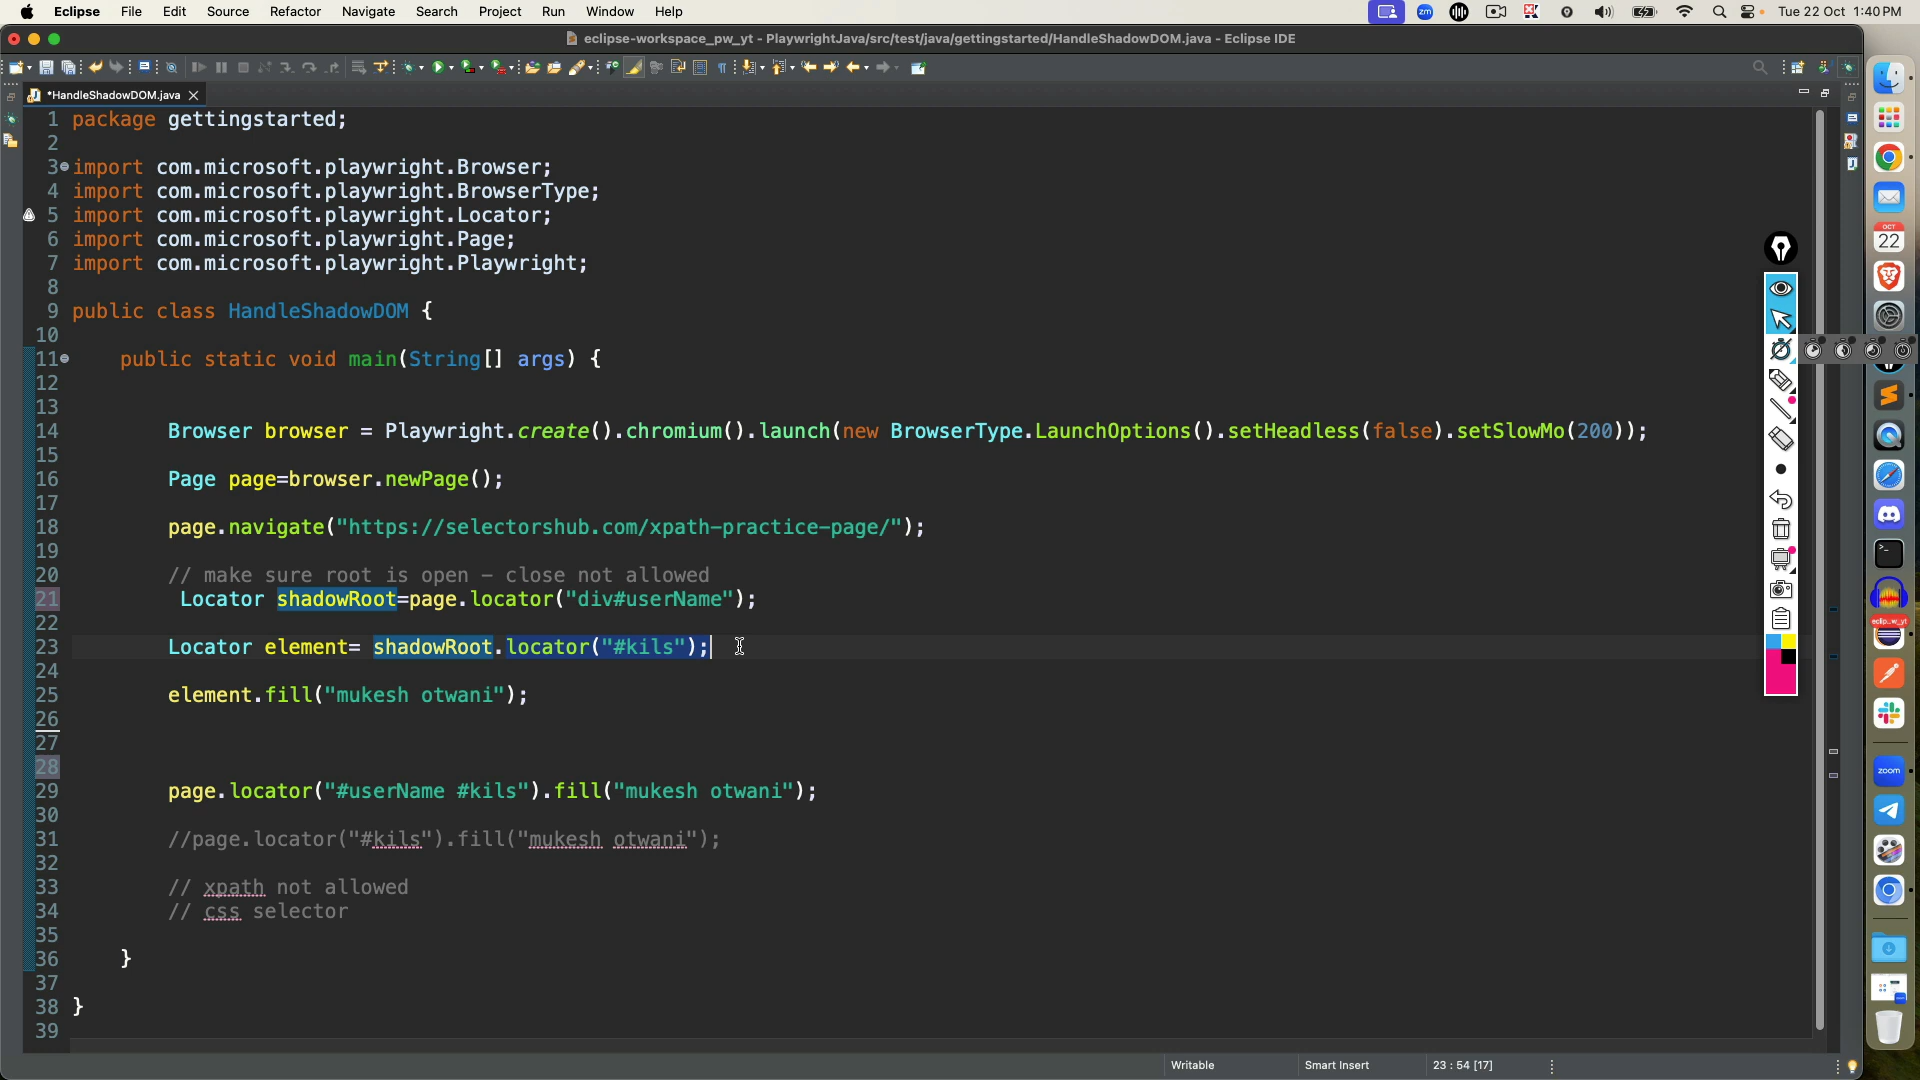 Eclipse File Edit Source Refactor Navigate Search Project Run Window Help
zm
Tue 22 Oct 1:40 PM
eclipse-workspace_pw_yt - PlaywrightJava/src/test/java/gettingstarted/HandleShadowDOM.java - Eclipse IDE
*HandleShadowDOM.java
1 package gettingstarted;
2
3 import com.microsoft.playwright.Browser;
4 import com.microsoft.playwright.BrowserType;
5 import com.microsoft.playwright.Locator;
6 import com.microsoft.playwright.Page;
7 import com.microsoft.playwright.Playwright;
8
9 public class HandleShadowDOM {
10
11 public static void main(String[] args) {
12
13
14 Browser browser = Playwright.create().chromium().launch(new BrowserType.LaunchOptions().setHeadless(false).setSlowMo(200));
15
16 Page page=browser.newPage();
17
18 page.navigate("https://selectorshub.com/xpath-practice-page/");
19
20 // make sure root is open – close not allowed
21 Locator shadowRoot=page.locator("div#userName");
22
23 Locator element= shadowRoot.locator("#kils");
24
25 element.fill("mukesh otwani");
26
27
28
29 page.locator("#userName #kils").fill("mukesh otwani");
30
31 //page.locator("#kils").fill("mukesh otwani");
32
33 // xpath not allowed
34 // css selector
35
36 }
37
38 }
39
OCT
22
eclip...w_yt
zoom
Writable Smart Insert 23 : 54 [17]